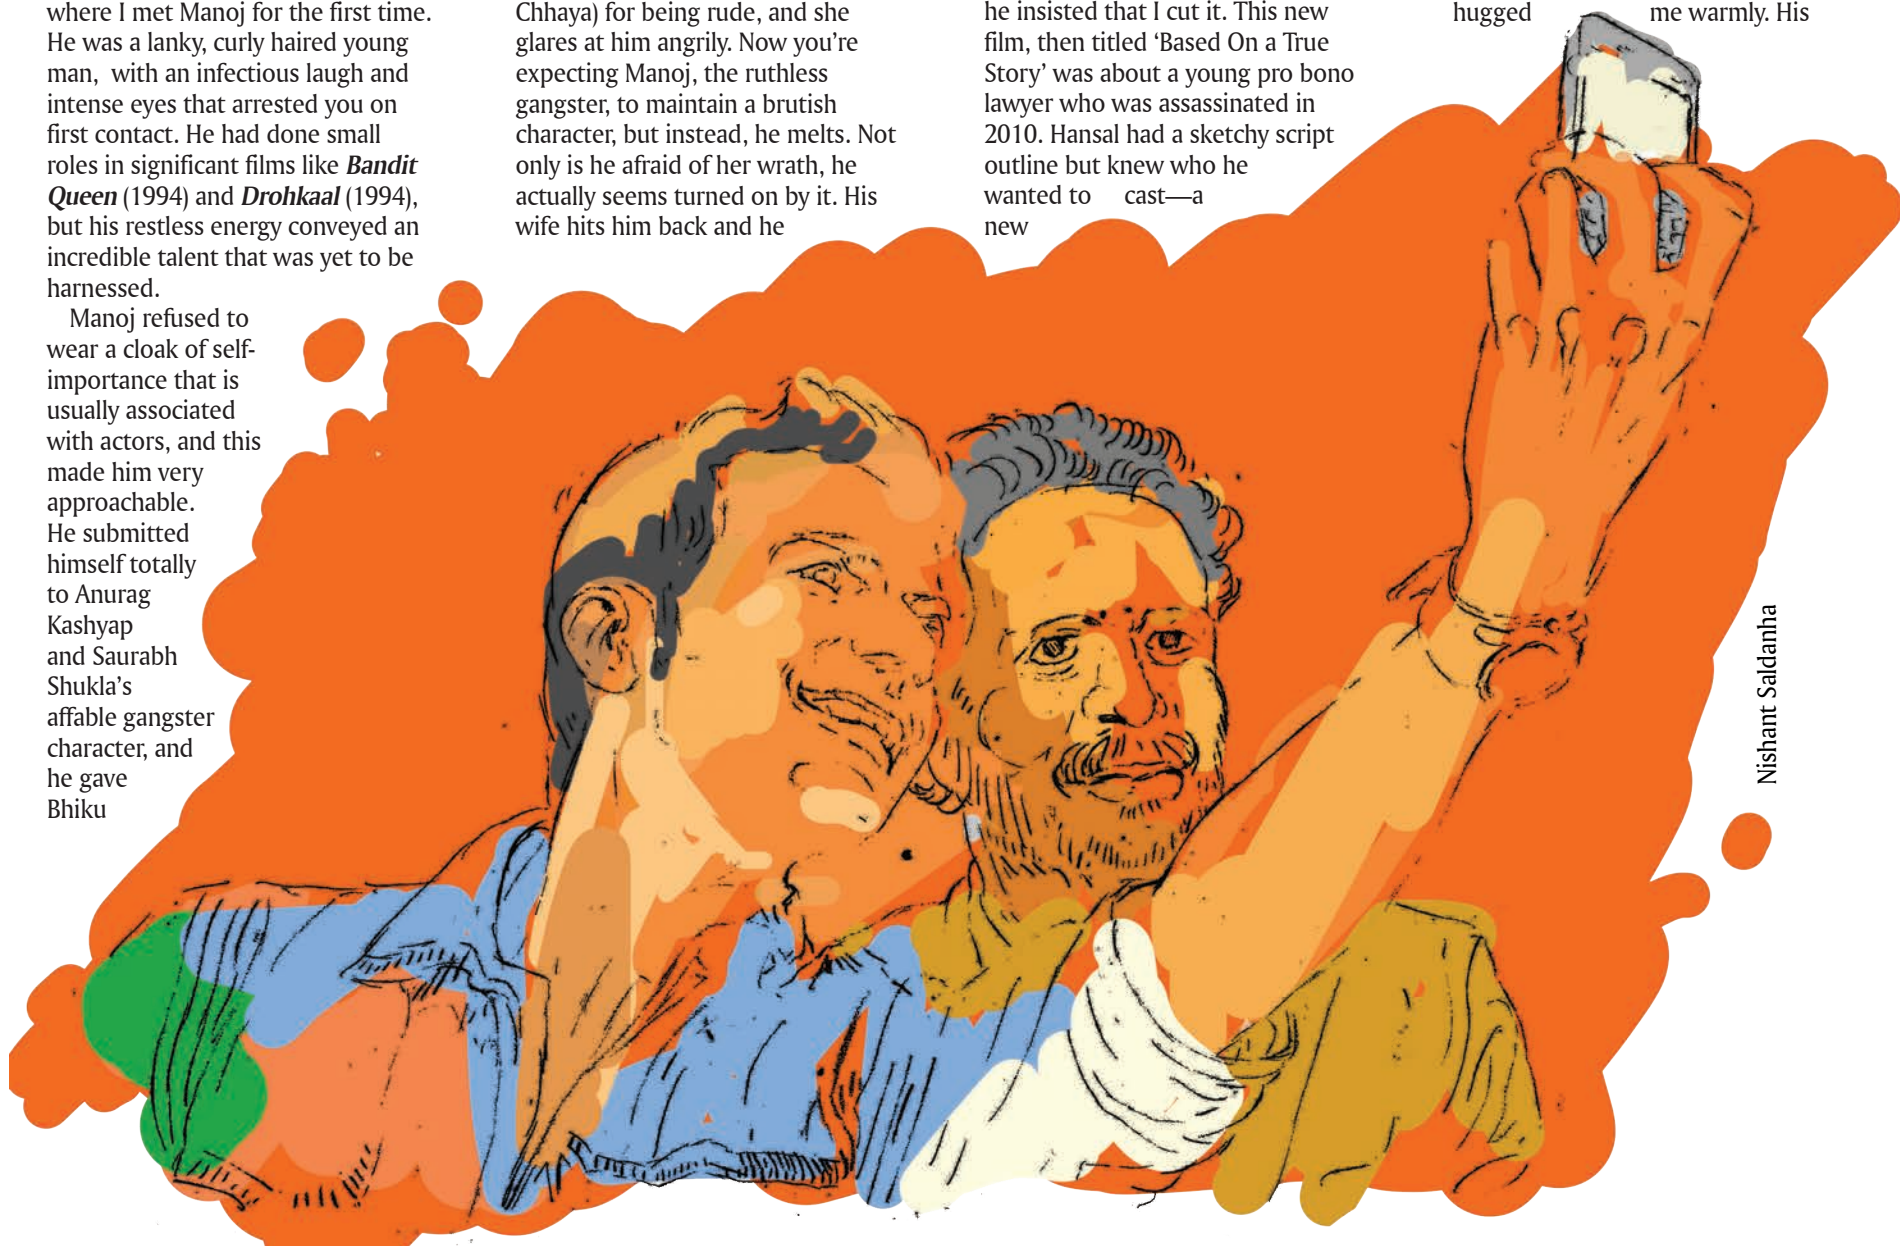 where I met Manoj for the first time.
He was a lanky, curly haired young
man, with an infectious laugh and
intense eyes that arrested you on
first contact. He had done small
roles in significant films like Bandit
Queen (1994) and Drohkaal (1994),
but his restless energy conveyed an
incredible talent that was yet to be
harnessed.
Manoj refused to
wear a cloak of self-
importance that is
usually associated
with actors, and this
made him very
approachable.
He submitted
himself totally
to Anurag
Kashyap
and Saurabh
Shukla’s
affable gangster
character, and
he gave
Bhiku
Chhaya) for being rude, and she
glares at him angrily. Now you’re
expecting Manoj, the ruthless
gangster, to maintain a brutish
character, but instead, he melts. Not
only is he afraid of her wrath, he
actually seems turned on by it. His
wife hits him back and he
he insisted that I cut it. This new
film, then titled ‘Based On a True
Story’ was about a young pro bono
lawyer who was assassinated in
2010. Hansal had a sketchy script
outline but knew who he
wanted to cast—a
new
hugged me warmly. His
Nishant Saldanha